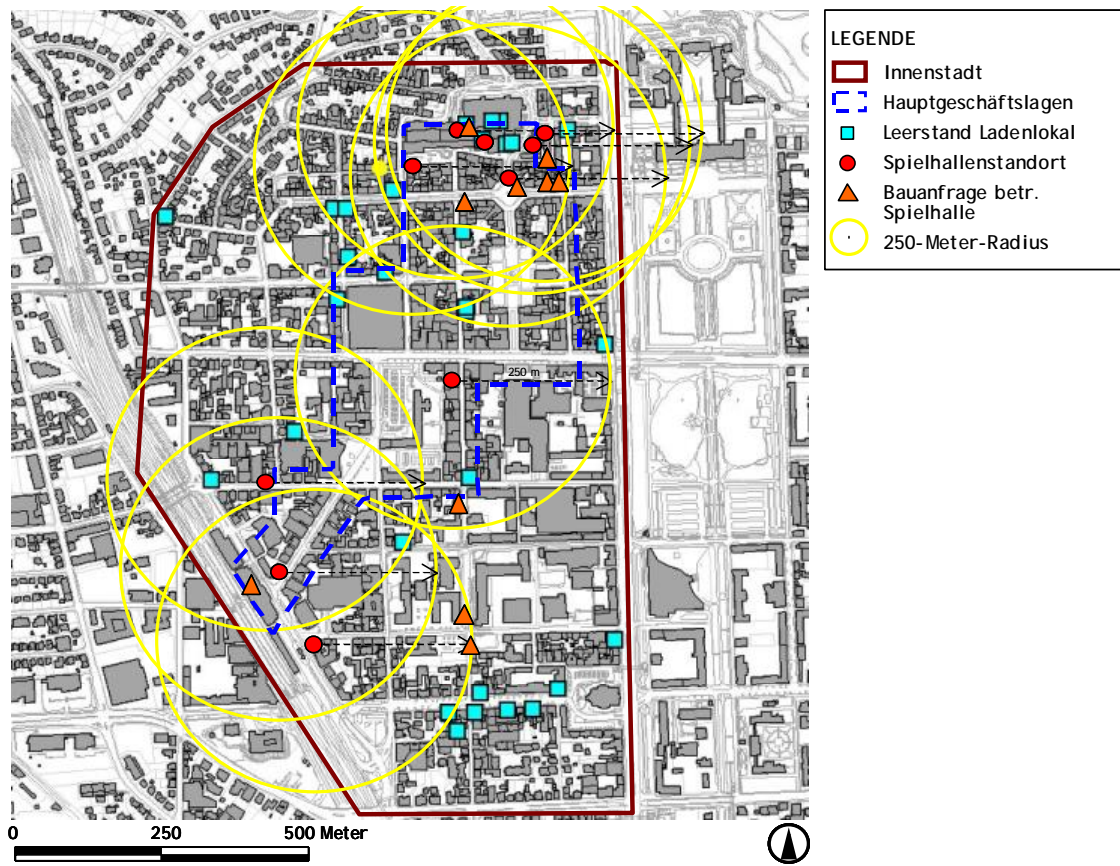 LEGENDE
Innenstadt
Hauptgeschäftslagen
Leerstand Ladenlokal
Spielhallenstandort
Bauanfrage betr.
Spielhalle
250-Meter-Radius
250 m
0 250 500 Meter